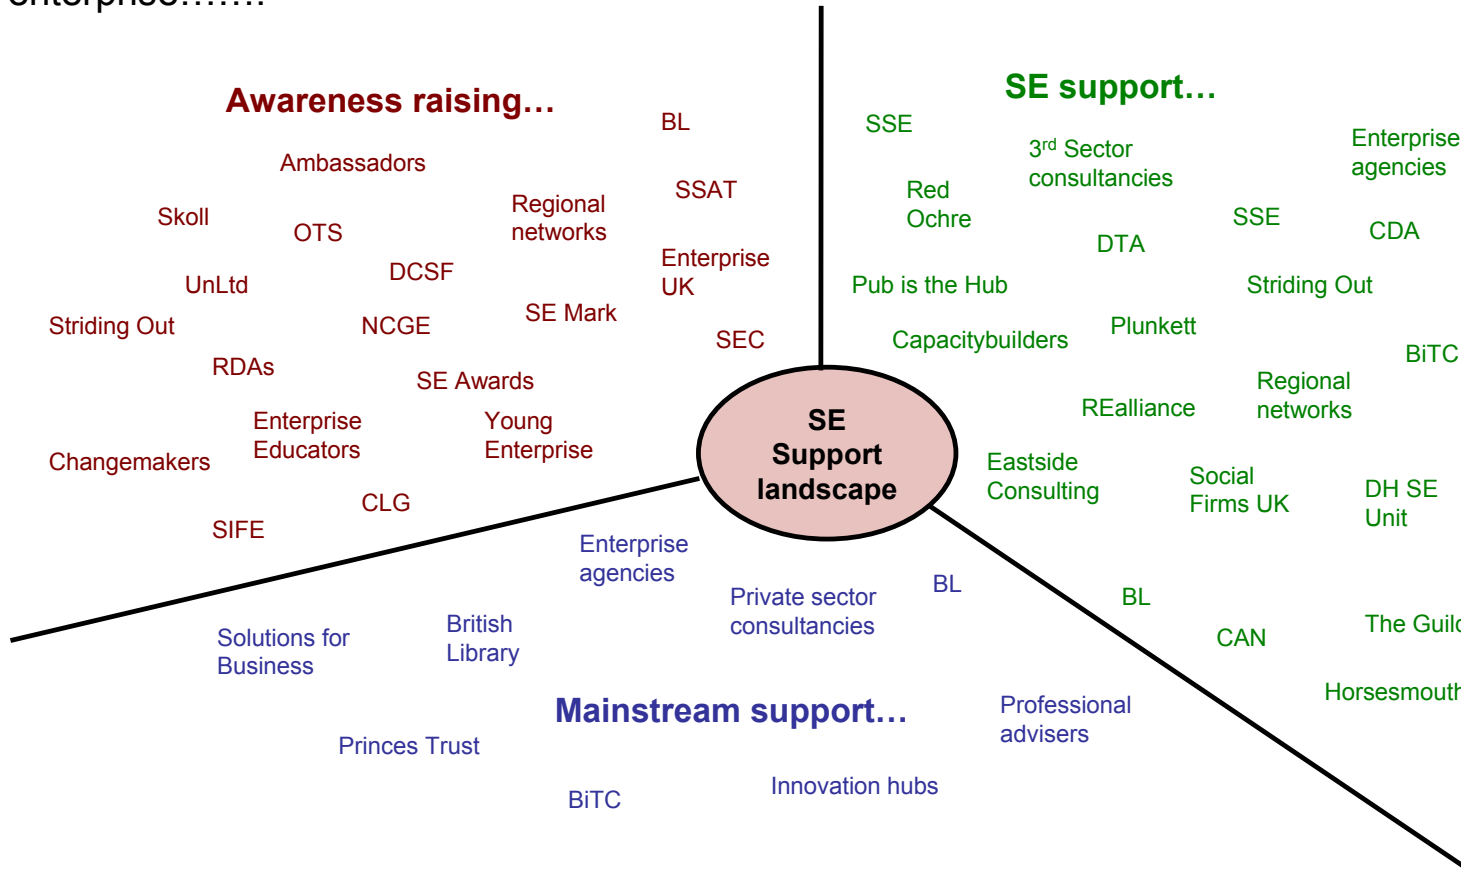 enterprise…….
Awareness raising…
BL
Ambassadors
SSAT
Skoll
OTS
Regional
networks
DCSF
Enterprise
UK
UnLtd
SE Mark
Striding Out
NCGE
SEC
RDAs
SE Awards
Enterprise
Educators
Young
Enterprise
Changemakers
CLG
SIFE
SE support…
SSE
3rd Sector
consultancies
Enterprise
agencies
Red
Ochre
SSE
CDA
DTA
Pub is the Hub
Striding Out
Capacitybuilders
Plunkett
BiTC
REalliance
Regional
networks
Eastside
Consulting
Social
Firms UK
DH SE
Unit
BL
CAN
The Guild
Horsesmouth
SE
Support
landscape
Enterprise
agencies
Private sector
consultancies
BL
Solutions for
Business
British
Library
Mainstream support…
Professional
advisers
Princes Trust
BiTC
Innovation hubs